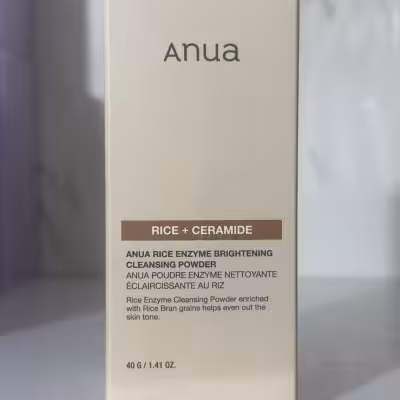 Anua
RICE + CERAMIDE
ANUA RICE ENZYME BRIGHTENING
CLEANSING POWDER
ANUA POUDRE ENZYME NETTOYANTE
ÉCLAIRCISSANTE AU RIZ
Rice Enzyme Cleansing Powder enriched
with Rice Bran grains helps even out the
skin tone.
40 G / 1.41 OZ.